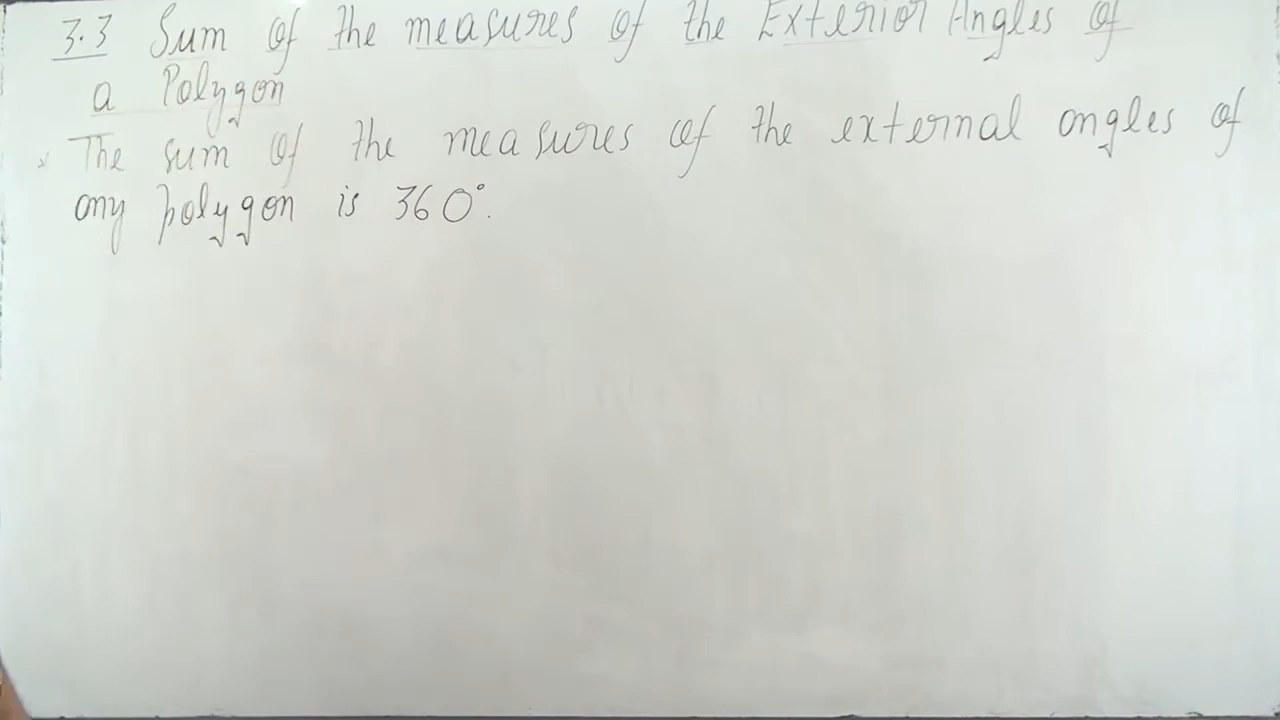 3.3 Sum of the measures of the Exterior Angles of
a Polygon
x The sum of the measures of the external angles of
any polygon is 360°.